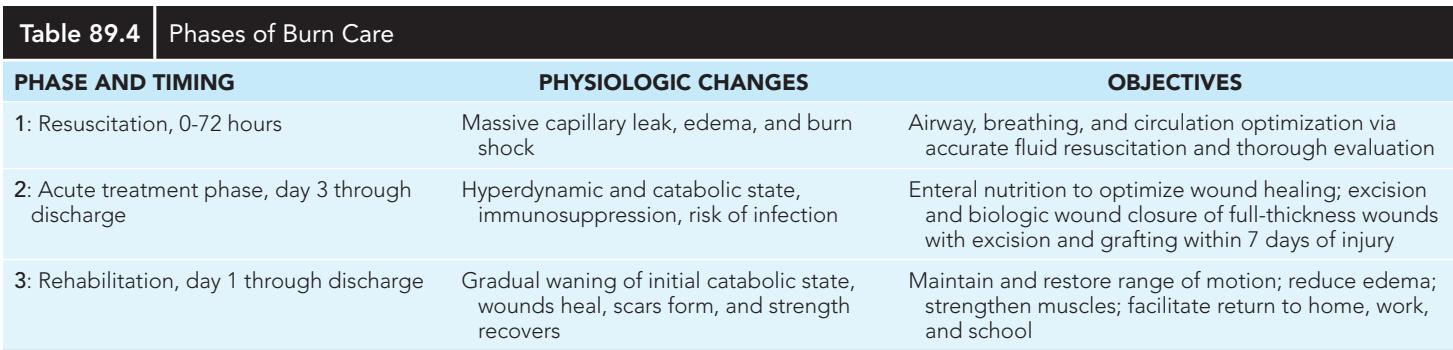 Table 89.4 Phases of Burn Care
PHASE AND TIMING PHYSIOLOGIC CHANGES OBJECTIVES
1: Resuscitation, 0-72 hours
Massive capillary leak, edema, and burn
shock
Airway, breathing, and circulation optimization via
accurate fluid resuscitation and thorough evaluation
2: Acute treatment phase, day 3 through
discharge
Hyperdynamic and catabolic state,
immunosuppression, risk of infection
Enteral nutrition to optimize wound healing; excision
and biologic wound closure of full-thickness wounds
with excision and grafting within 7 days of injury
3: Rehabilitation, day 1 through discharge
Gradual waning of initial catabolic state,
wounds heal, scars form, and strength
recovers
Maintain and restore range of motion; reduce edema;
strengthen muscles; facilitate return to home, work,
and school